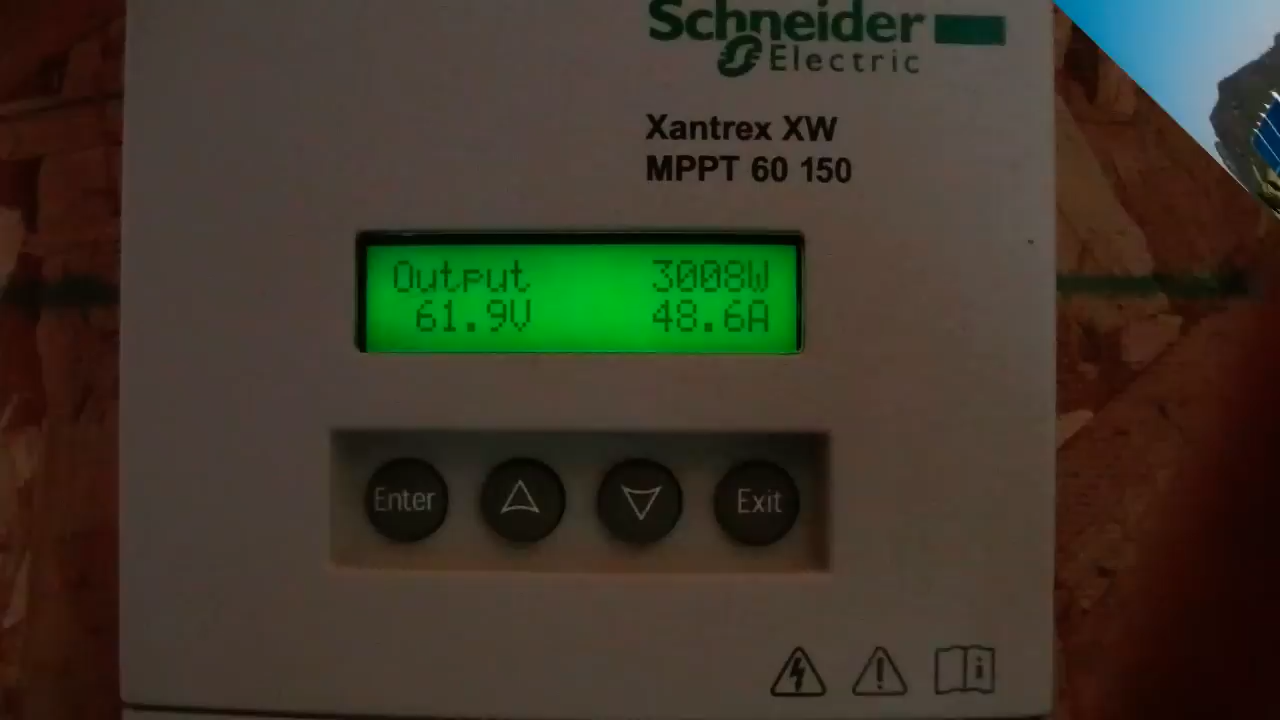 Schneider
Electric
Xantrex XW
MPPT 60 150
Output 3008W
61.9V 48.6A
Enter
Exit